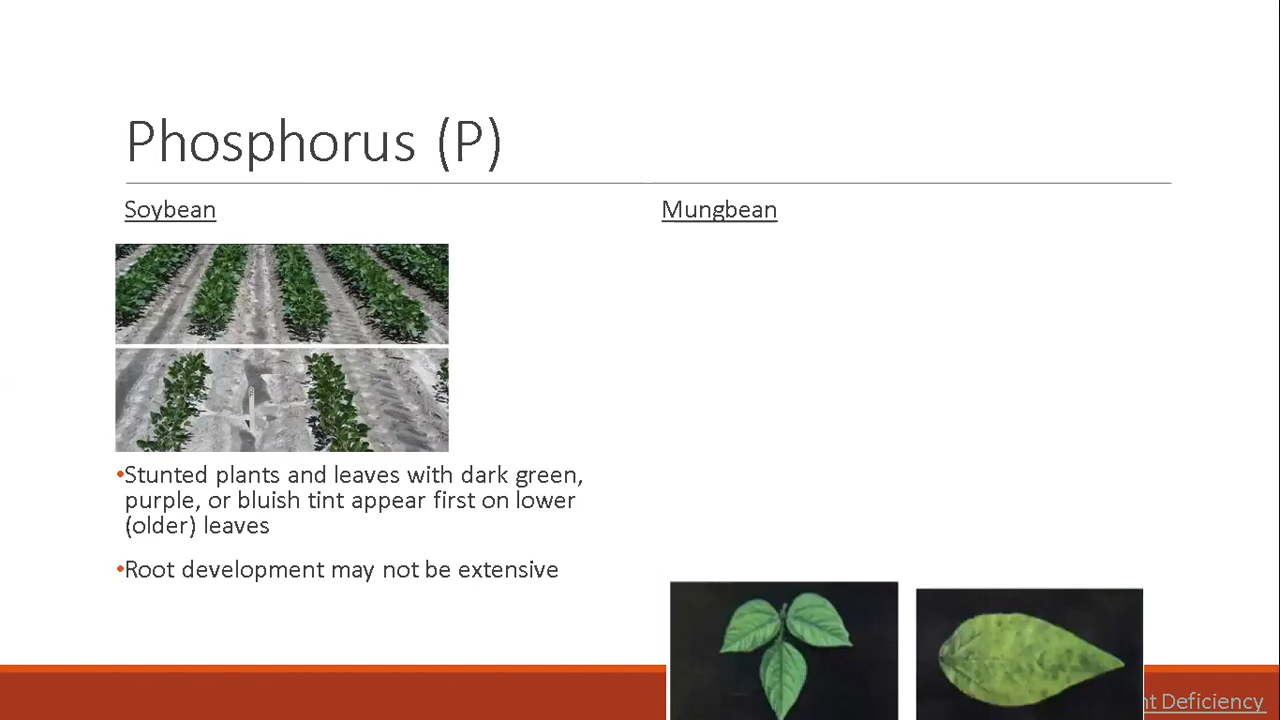 Phosphorus (P)
Soybean
Mungbean
•Stunted plants and leaves with dark green,
purple, or bluish tint appear first on lower
(older) leaves
•Root development may not be extensive
Deficiency